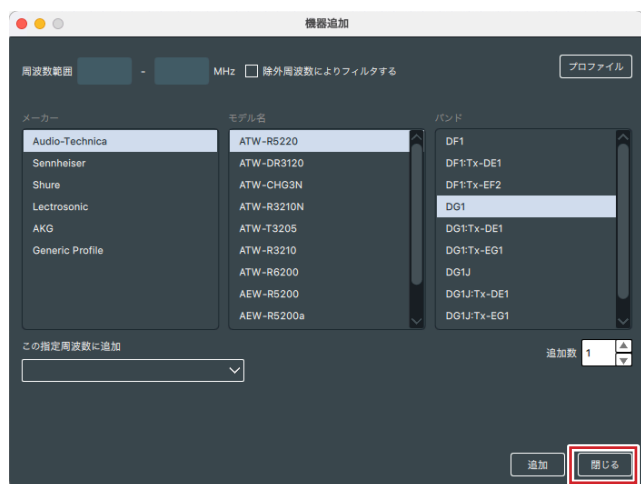 機器追加
周波数範囲 - MHz 除外周波数によりフィルタする プロファイル
メーカー モデル名 バンド
Audio-Technica ATW-R5220 DF1
Sennheiser ATW-DR3120 DF1:Tx-DE1
Shure ATW-CHG3N DF1:Tx-EF2
Lectrosonic ATW-R3210N DG1
AKG ATW-T3205 DG1:Tx-DE1
Generic Profile ATW-R3210 DG1:Tx-EG1
ATW-R6200 DG1J
AEW-R5200 DG1J:Tx-DE1
AEW-R5200a DG1J:Tx-EG1
この指定周波数に追加 追加数 1
追加 閉じる